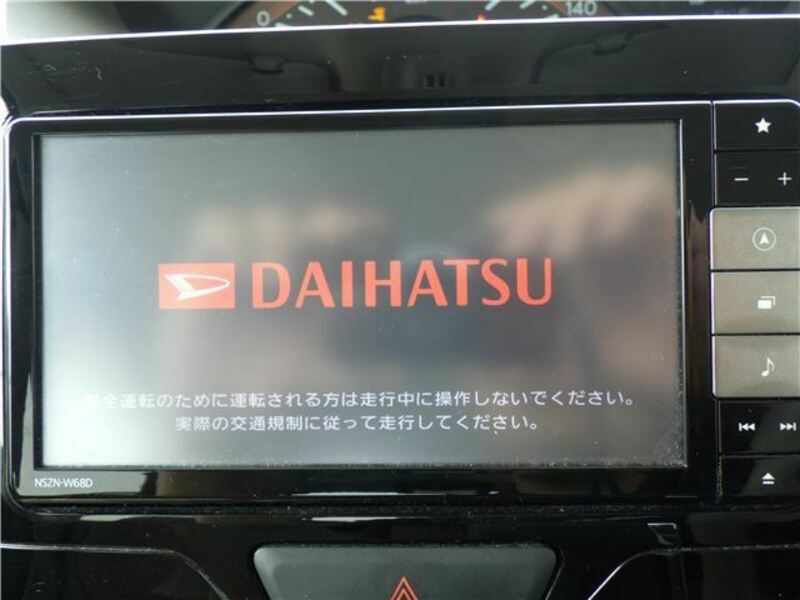 0
140
DAIHATSU
安全運転のために運転される方は走行中に操作しないでください。
実際の交通規制に従って走行してください。
NSZN-W68D